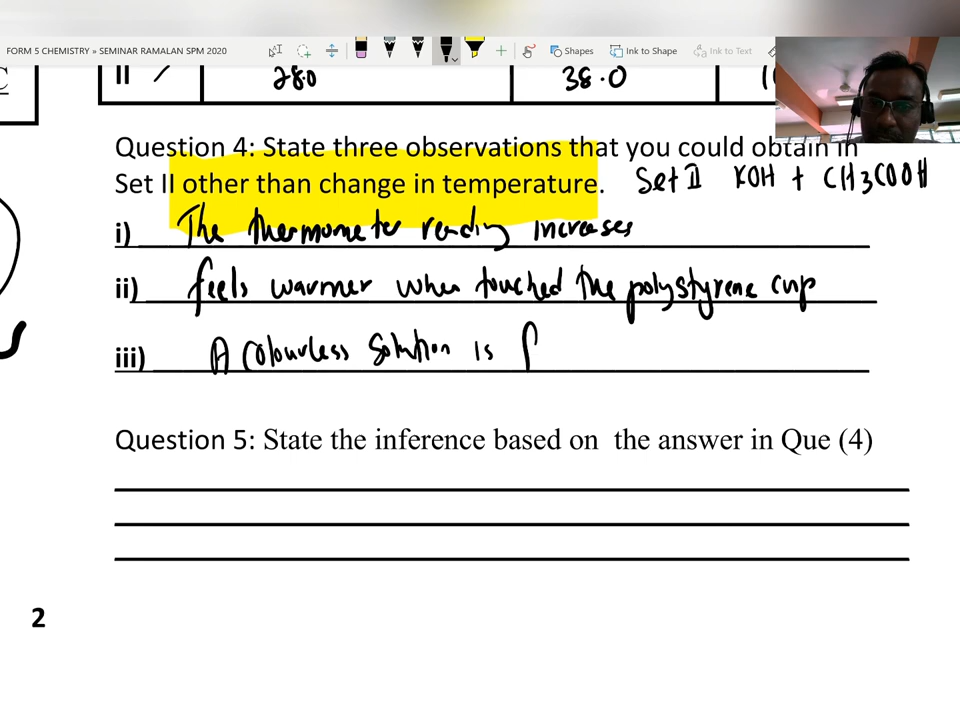 FORM 5 CHEMISTRY » SEMINAR RAMALAN SPM 2020
Shapes
Ink to Shape
Ink to Text
II 28.0 38.0
Question 4: State three observations that you could obtain in
Set II other than change in temperature. Set II KOH + CH3COOH
i) The thermometer reading increases
ii) feels warmer when touched the polystyrene cup
iii) A colourless solution is f
Question 5: State the inference based on the answer in Que (4)
2